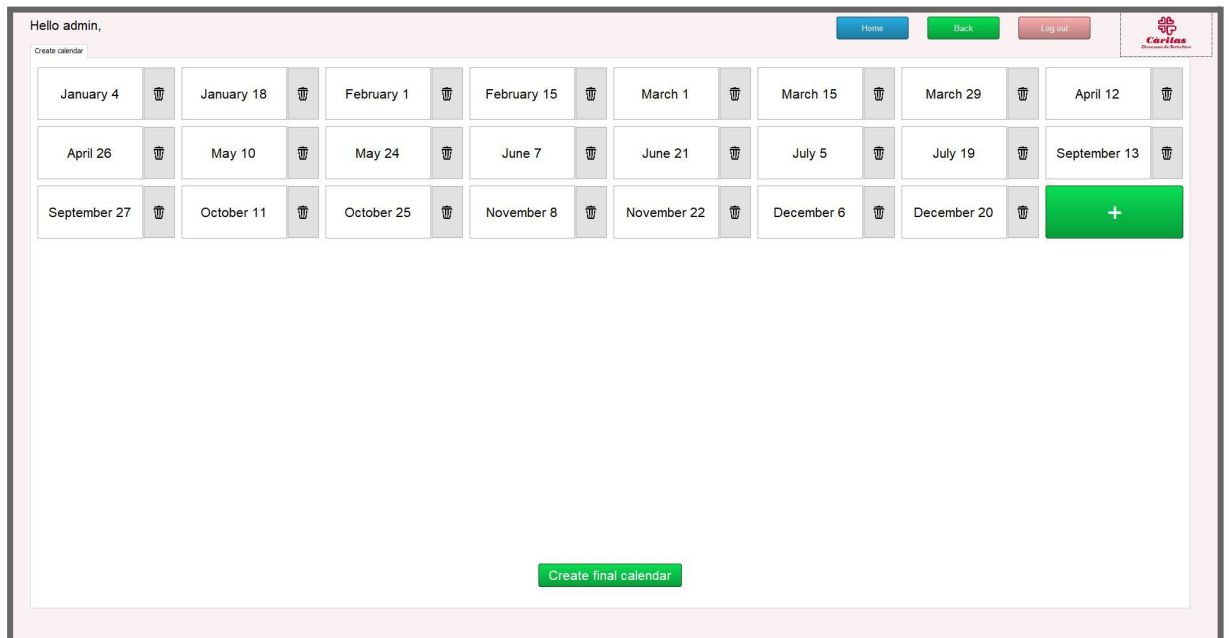 Hello admin,
Home
Back
Log out
Càritas
Diocesana de Barcelona
Create calendar
January 4
January 18
February 1
February 15
March 1
March 15
March 29
April 12
April 26
May 10
May 24
June 7
June 21
July 5
July 19
September 13
September 27
October 11
October 25
November 8
November 22
December 6
December 20
+
Create final calendar